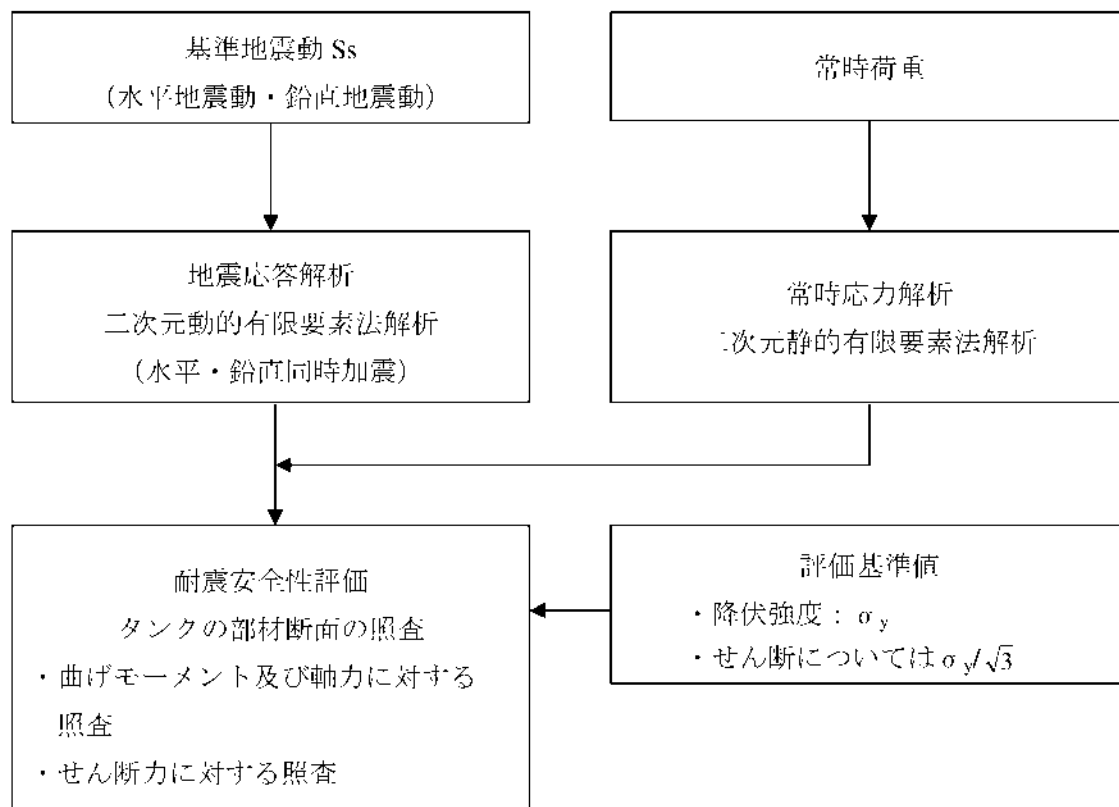 基準地震動 Ss
（水平地震動・鉛直地震動）
常時荷重
地震応答解析
二次元動的有限要素法解析
（水平・鉛直同時加震）
常時応力解析
二次元静的有限要素法解析
耐震安全性評価
タンクの部材断面の照査
・曲げモーメント及び軸力に対する
照査
・せん断力に対する照査
評価基準値
・降伏強度：σy
・せん断についてはσy/√3